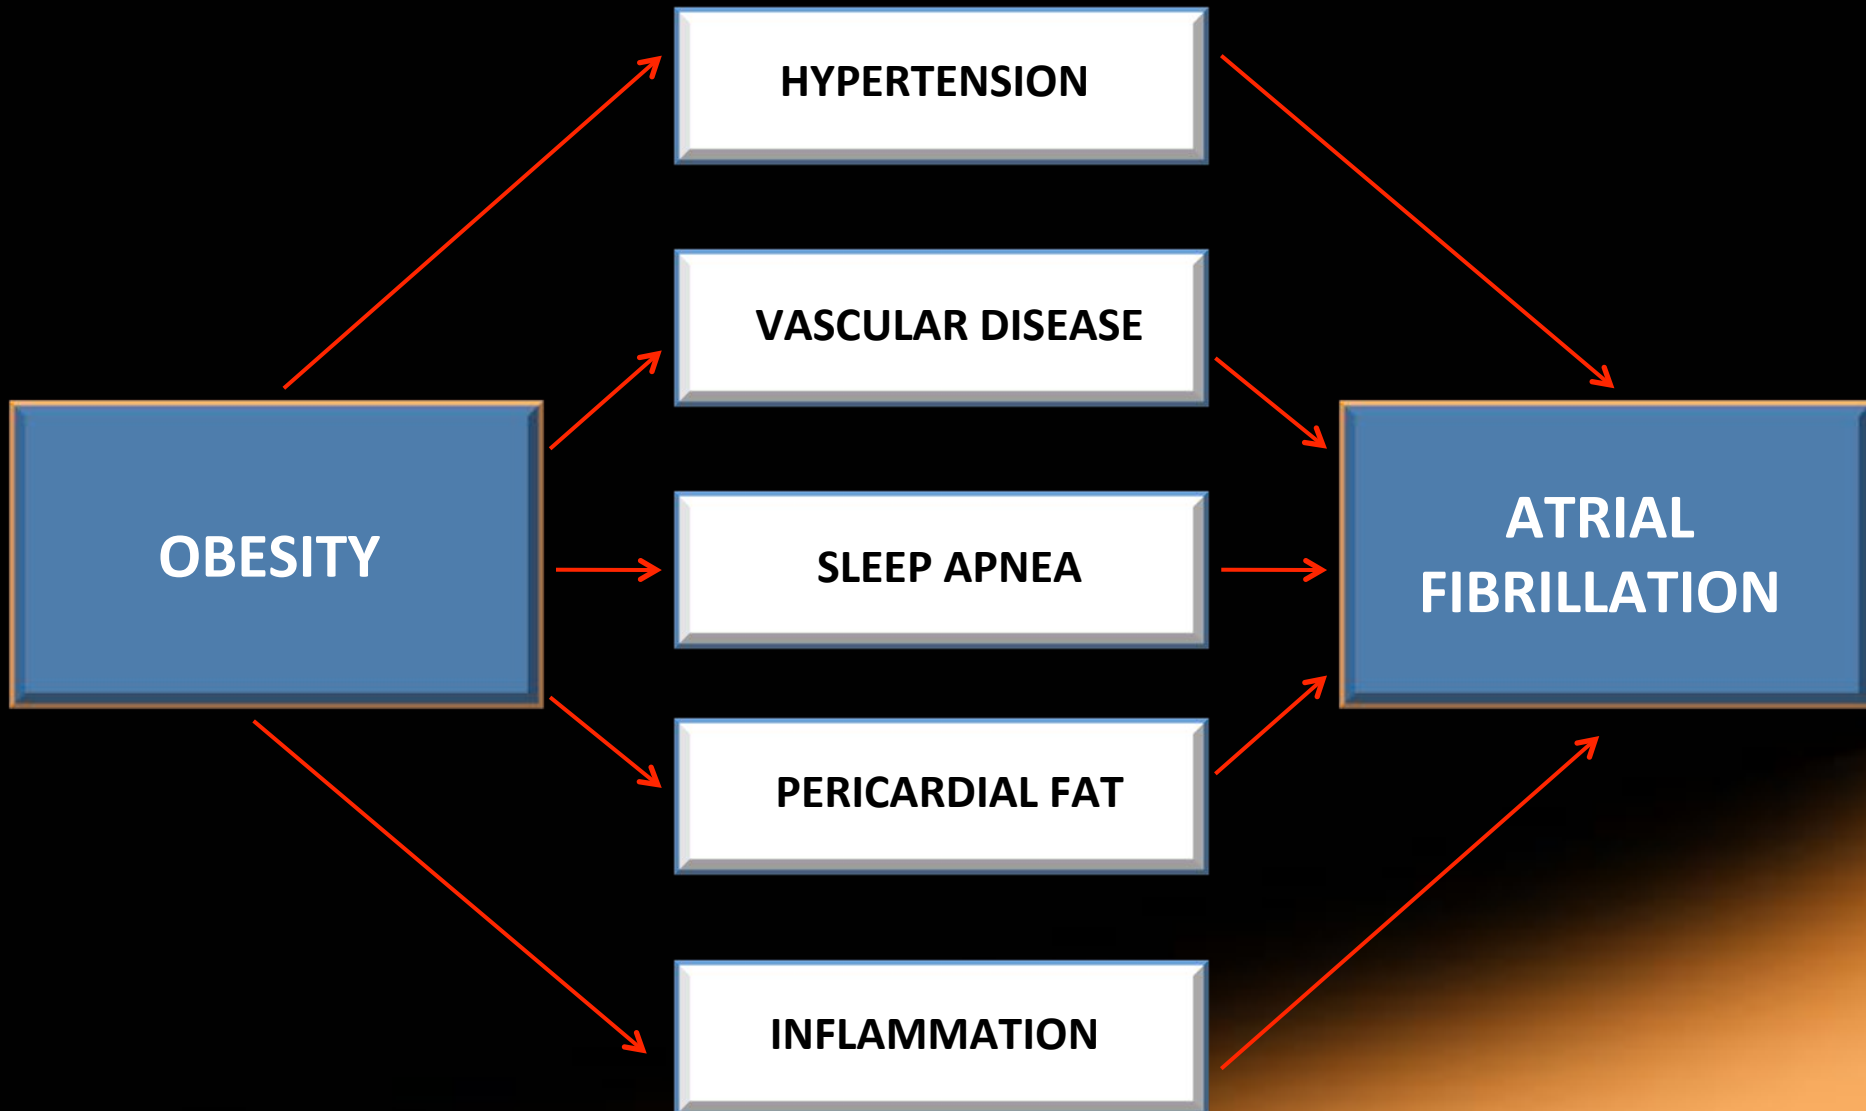 HYPERTENSION
VASCULAR DISEASE
OBESITY
SLEEP APNEA
ATRIAL
FIBRILLATION
PERICARDIAL FAT
INFLAMMATION